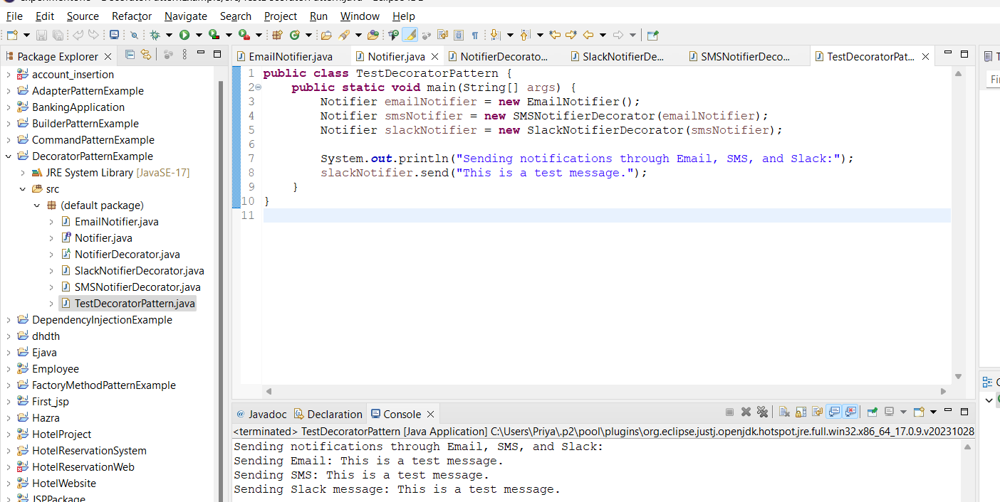 File Edit Source Refactor Navigate Search Project Run Window Help
Package Explorer
account_insertion
AdapterPatternExample
BankingApplication
BuilderPatternExample
CommandPatternExample
DecoratorPatternExample
JRE System Library [JavaSE-17]
src
(default package)
EmailNotifier.java
Notifier.java
NotifierDecorator.java
SlackNotifierDecorator.java
SMSNotifierDecorator.java
TestDecoratorPattern.java
DependencyInjectionExample
dhdth
Ejava
Employee
FactoryMethodPatternExample
First_jsp
Hazra
HotelProject
HotelReservationSystem
HotelReservationWeb
HotelWebsite
JSPPackage
EmailNotifier.java Notifier.java NotifierDecorato... SlackNotifierDe... SMSNotifierDeco... TestDecoratorPat...
1 public class TestDecoratorPattern {
2 public static void main(String[] args) {
3 Notifier emailNotifier = new EmailNotifier();
4 Notifier smsNotifier = new SMSNotifierDecorator(emailNotifier);
5 Notifier slackNotifier = new SlackNotifierDecorator(smsNotifier);
6
7 System.out.println("Sending notifications through Email, SMS, and Slack:");
8 slackNotifier.send("This is a test message.");
9 }
10 }
11
@ Javadoc Declaration Console
<terminated> TestDecoratorPattern [Java Application] C:\Users\Priya\.p2\pool\plugins\org.eclipse.justj.openjdk.hotspot.jre.full.win32.x86_64_17.0.9.v20231028
Sending notifications through Email, SMS, and Slack:
Sending Email: This is a test message.
Sending SMS: This is a test message.
Sending Slack message: This is a test message.